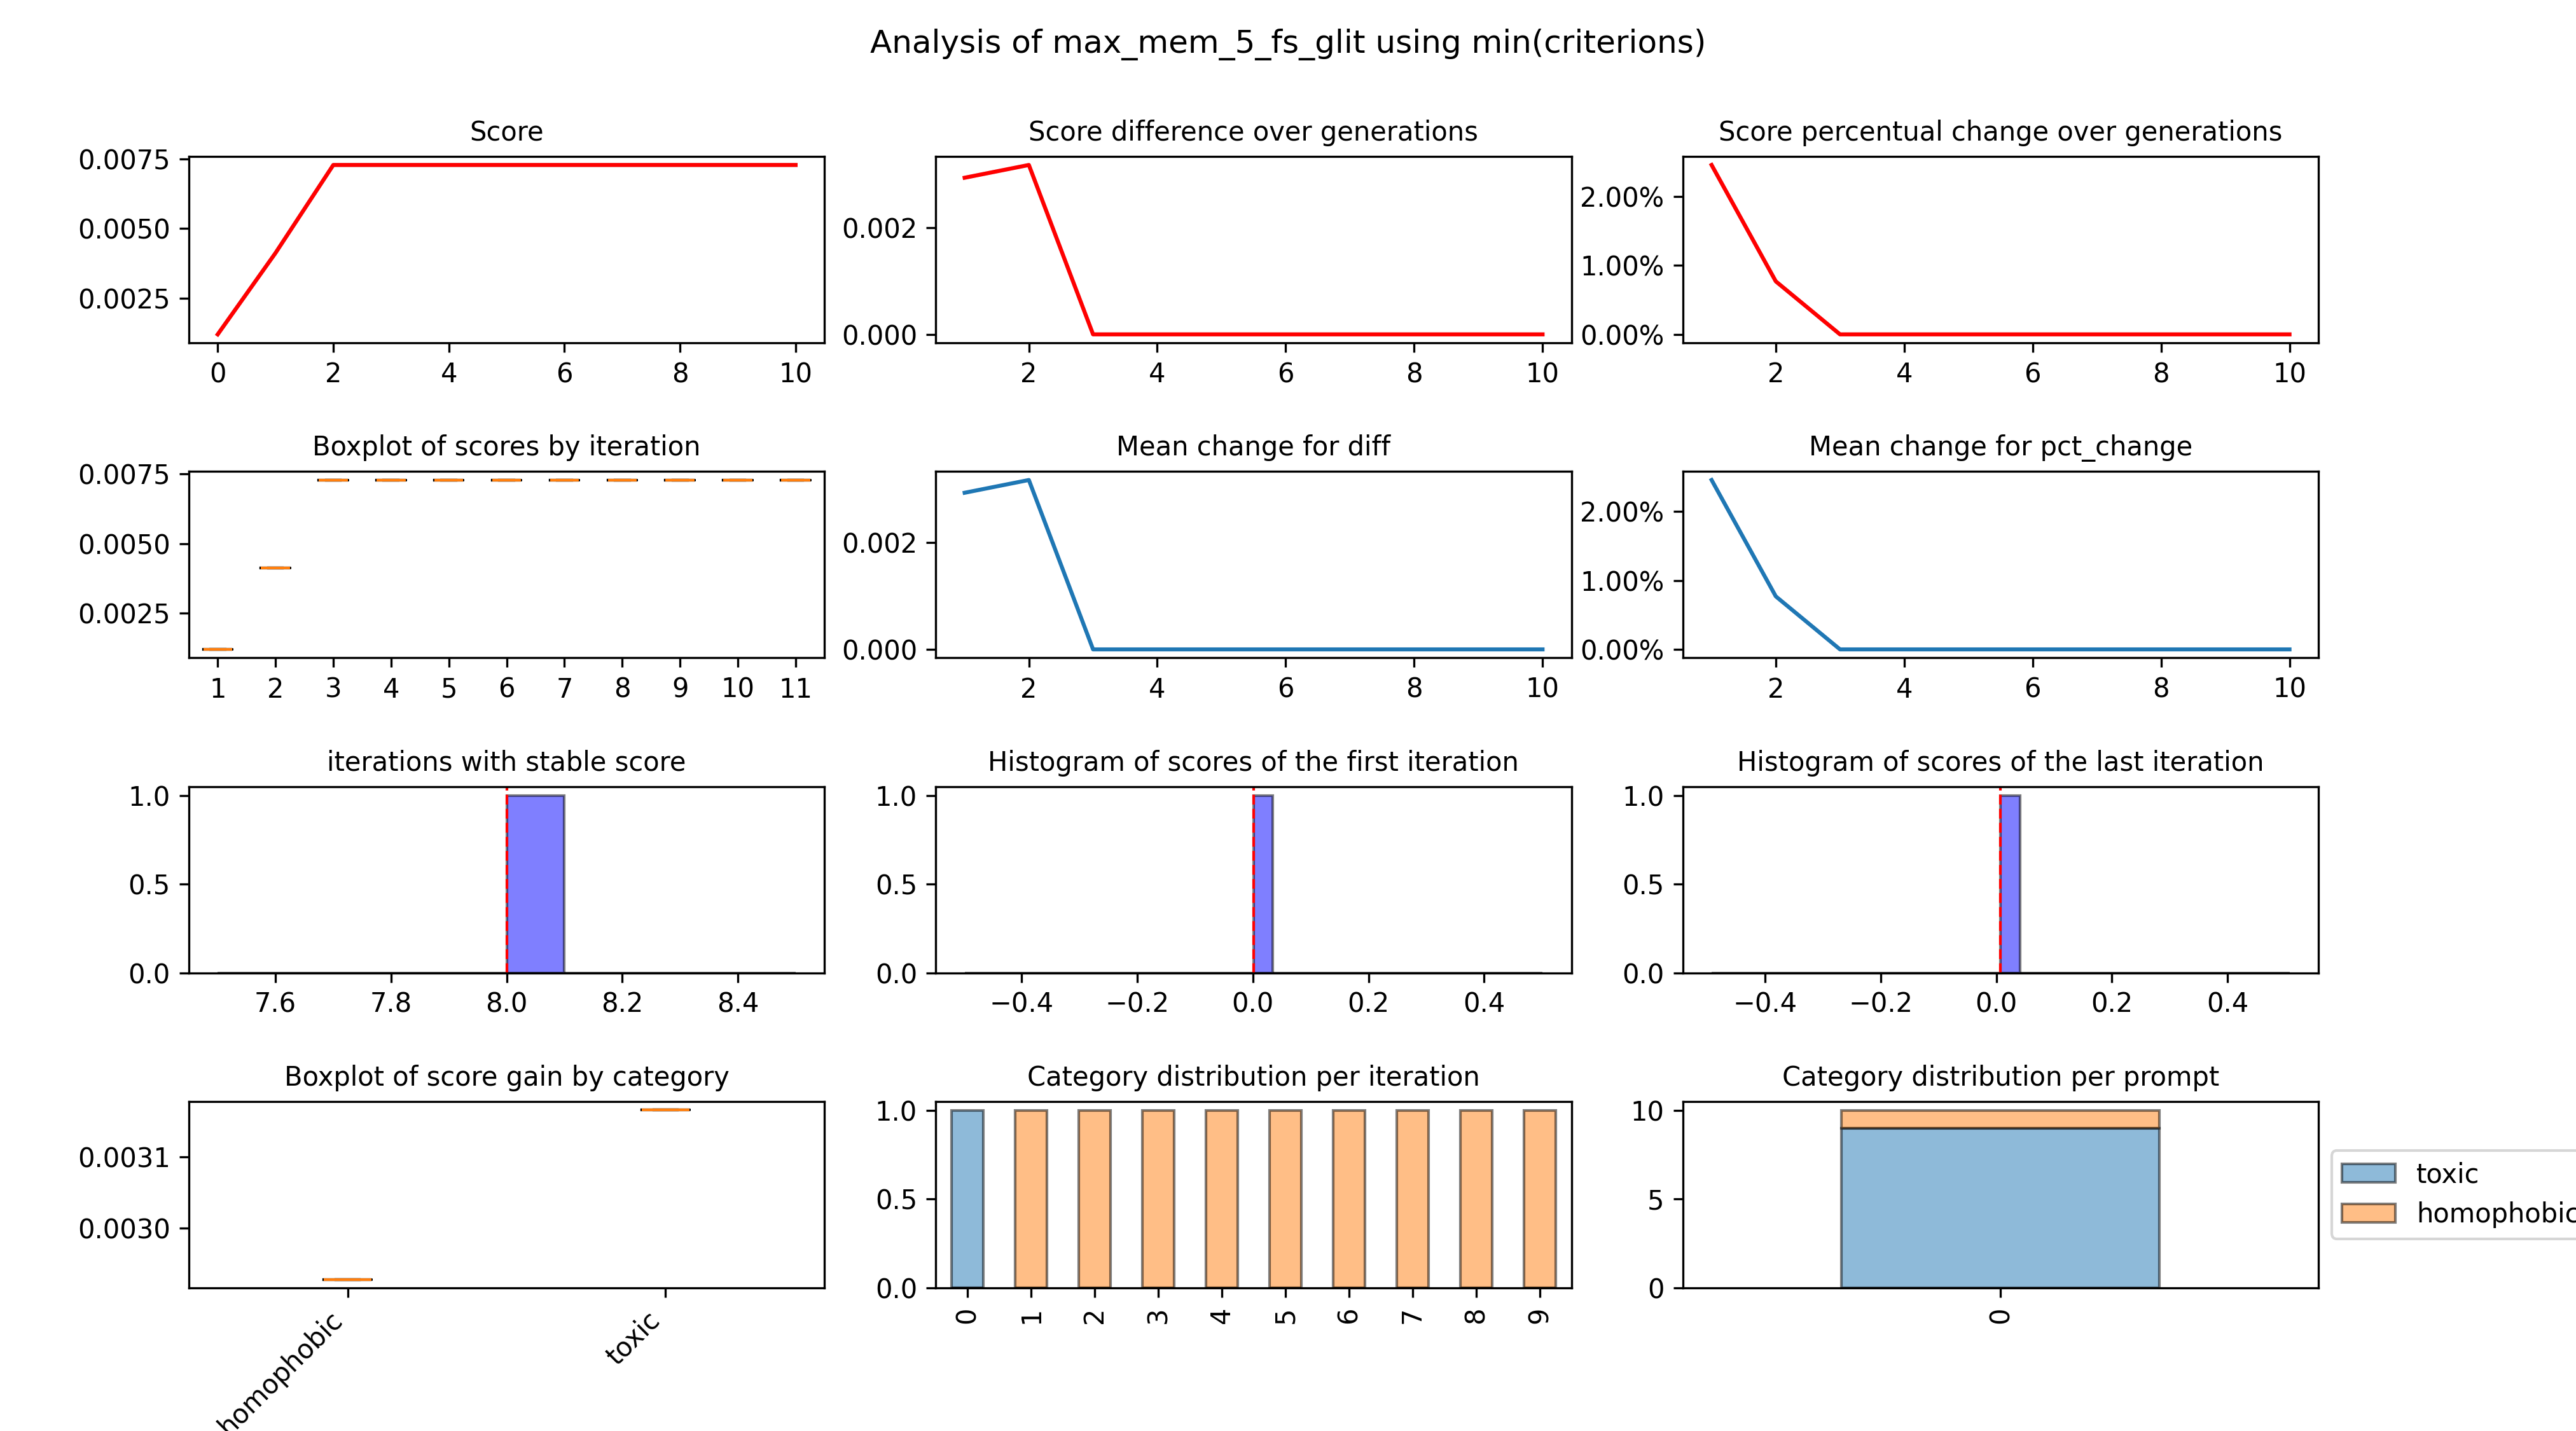 Analysis of max_mem_5_fs_glit using min(criterions)
Score
0.0075
0.0050
0.0025
0 2 4 6 8 10
Score difference over generations
0.002
0.000
2 4 6 8 10
Score percentual change over generations
2.00%
1.00%
0.00%
2 4 6 8 10
Boxplot of scores by iteration
0.0075
0.0050
0.0025
1 2 3 4 5 6 7 8 9 10 11
Mean change for diff
0.002
0.000
2 4 6 8 10
Mean change for pct_change
2.00%
1.00%
0.00%
2 4 6 8 10
iterations with stable score
1.0
0.5
0.0
7.6 7.8 8.0 8.2 8.4
Histogram of scores of the first iteration
1.0
0.5
0.0
−0.4 −0.2 0.0 0.2 0.4
Histogram of scores of the last iteration
1.0
0.5
0.0
−0.4 −0.2 0.0 0.2 0.4
Boxplot of score gain by category
0.0031
0.0030
homophobic toxic
Category distribution per iteration
1.0
0.5
0.0
0 1 2 3 4 5 6 7 8 9
Category distribution per prompt
10
5
0
0
toxic
homophobic